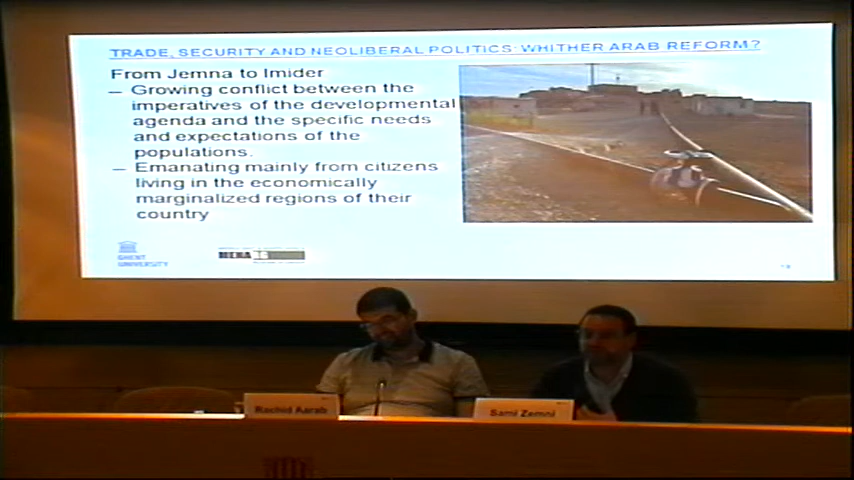 TRADE, SECURITY AND NEOLIBERAL POLITICS: WHITHER ARAB REFORM?
From Jemna to Imider
– Growing conflict between the
imperatives of the developmental
agenda and the specific needs
and expectations of the
populations.
– Emanating mainly from citizens
living in the economically
marginalized regions of their
country
GHENT
UNIVERSITY
MENA
Rachid Aarab
Sami Zemni